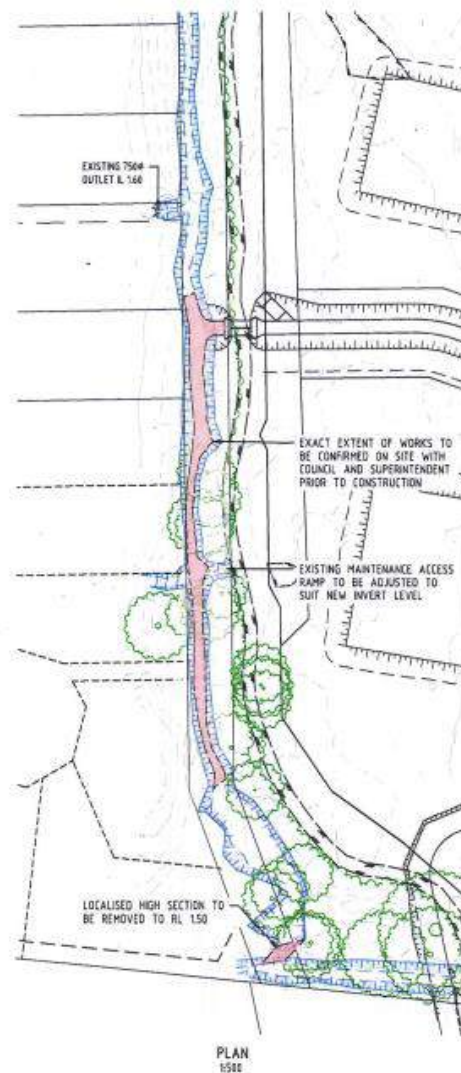 EXISTING 750ø
OUTLET IL 1.60
EXACT EXTENT OF WORKS TO
BE CONFIRMED ON SITE WITH
COUNCIL AND SUPERINTENDENT
PRIOR TO CONSTRUCTION
EXISTING MAINTENANCE ACCESS
RAMP TO BE ADJUSTED TO
SUIT NEW INVERT LEVEL
LOCALISED HIGH SECTION TO
BE REMOVED TO RL 1.50
PLAN
1:500